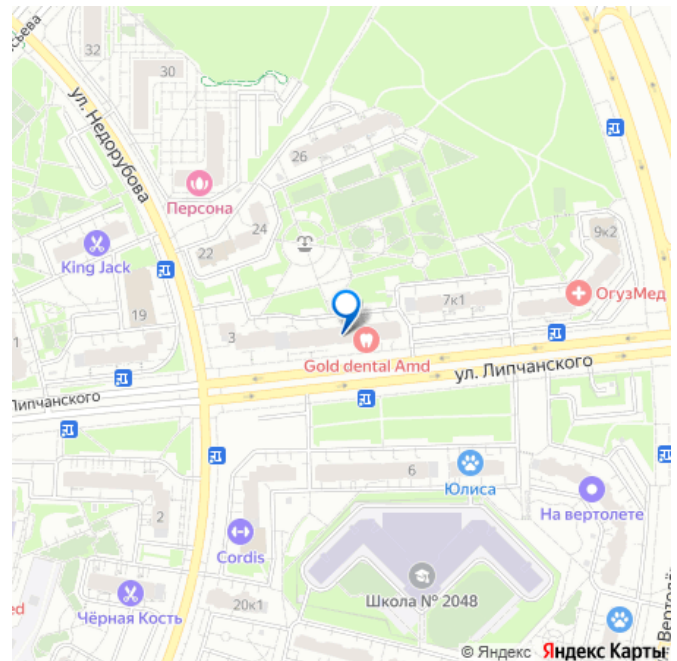 32
30
ул. Недорубова
Персона
26
24
22
King Jack
19
9к2
ОгузМед
7к1
3
Gold dental Amd
ул. Липчанского
Липчанского
6
Юлиса
На вертолете
2
Cordis
Школа № 2048
20к1
Чёрная Кость
© Яндекс Яндекс Карты